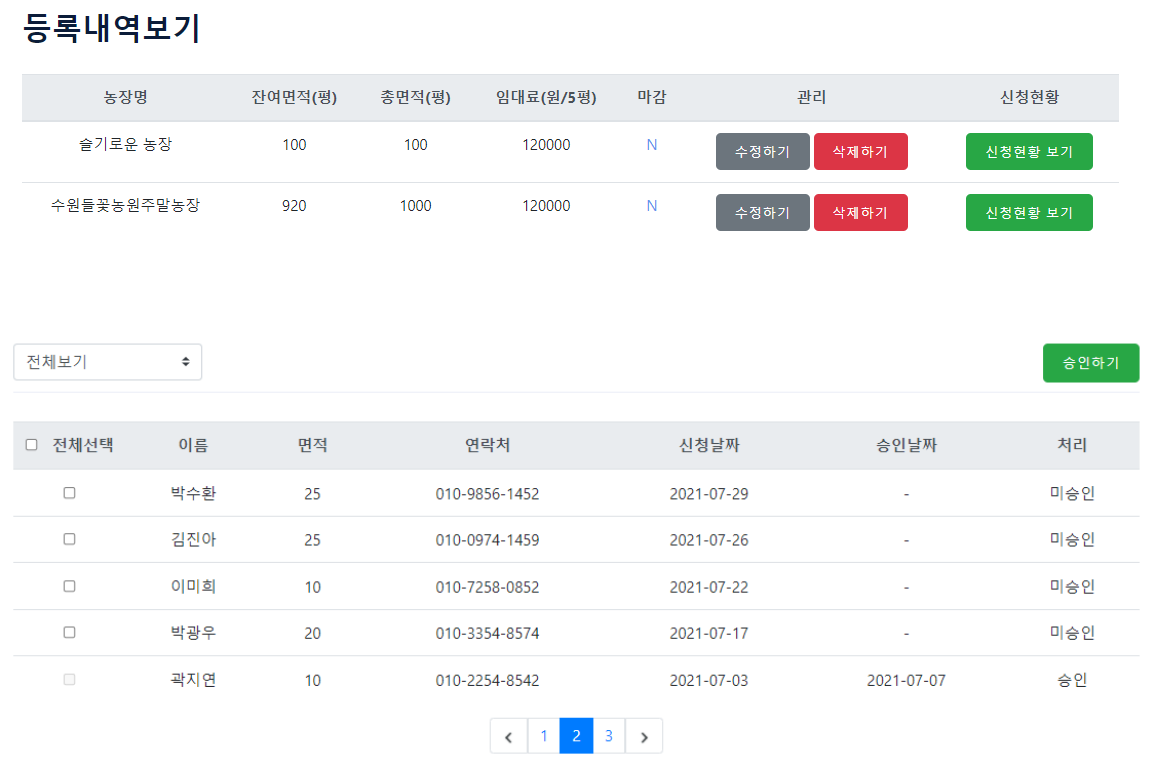 등록내역보기
농장명 잔여면적(평) 총면적(평) 임대료(원/5평) 마감 관리 신청현황
슬기로운 농장 100 100 120000 N 수정하기 삭제하기 신청현황 보기
수원들꽃농원주말농장 920 1000 120000 N 수정하기 삭제하기 신청현황 보기
전체보기 승인하기
전체선택 이름 면적 연락처 신청날짜 승인날짜 처리
박수환 25 010-9856-1452 2021-07-29 - 미승인
김진아 25 010-0974-1459 2021-07-26 - 미승인
이미희 10 010-7258-0852 2021-07-22 - 미승인
박광우 20 010-3354-8574 2021-07-17 - 미승인
곽지연 10 010-2254-8542 2021-07-03 2021-07-07 승인
‹ 1 2 3 ›